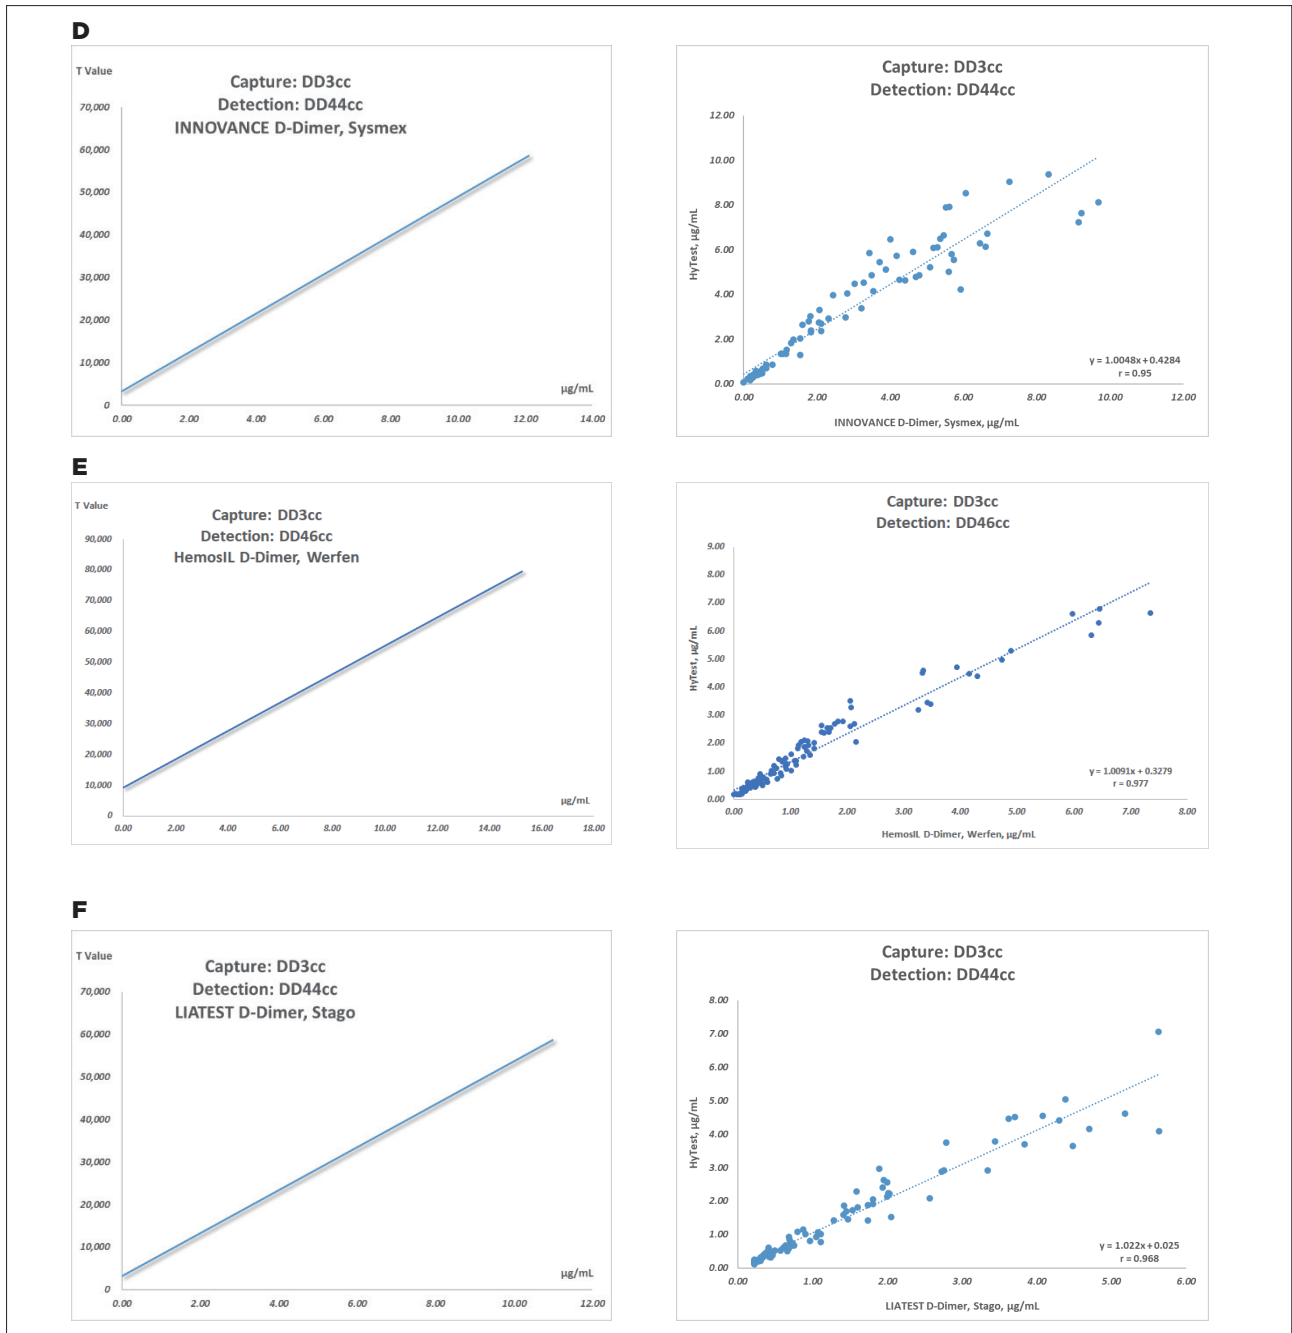 D
T Value
Capture: DD3cc
Detection: DD44cc
INNOVANCE D-Dimer, Sysmex
70,000
60,000
50,000
40,000
30,000
20,000
10,000
0
µg/mL
0.00 2.00 4.00 6.00 8.00 10.00 12.00 14.00
Capture: DD3cc
Detection: DD44cc
12.00
10.00
8.00
6.00
4.00
2.00
0.00
HyTest, µg/mL
y = 1.0048x + 0.4284
r = 0.95
0.00 2.00 4.00 6.00 8.00 10.00 12.00
INNOVANCE D-Dimer, Sysmex, µg/mL
E
T Value
Capture: DD3cc
Detection: DD46cc
HemosIL D-Dimer, Werfen
90,000
80,000
70,000
60,000
50,000
40,000
30,000
20,000
10,000
0
µg/mL
0.00 2.00 4.00 6.00 8.00 10.00 12.00 14.00 16.00 18.00
Capture: DD3cc
Detection: DD46cc
9.00
8.00
7.00
6.00
5.00
4.00
3.00
2.00
1.00
0.00
HyTest, µg/mL
y = 1.0091x + 0.3279
r = 0.977
0.00 1.00 2.00 3.00 4.00 5.00 6.00 7.00 8.00
HemosIL D-Dimer, Werfen, µg/mL
F
T Value
Capture: DD3cc
Detection: DD44cc
LIATEST D-Dimer, Stago
70,000
60,000
50,000
40,000
30,000
20,000
10,000
0
µg/mL
0.00 2.00 4.00 6.00 8.00 10.00 12.00
Capture: DD3cc
Detection: DD44cc
8.00
7.00
6.00
5.00
4.00
3.00
2.00
1.00
0.00
HyTest, µg/mL
y = 1.022x + 0.025
r = 0.968
0.00 1.00 2.00 3.00 4.00 5.00 6.00
LIATEST D-Dimer, Stago, µg/mL